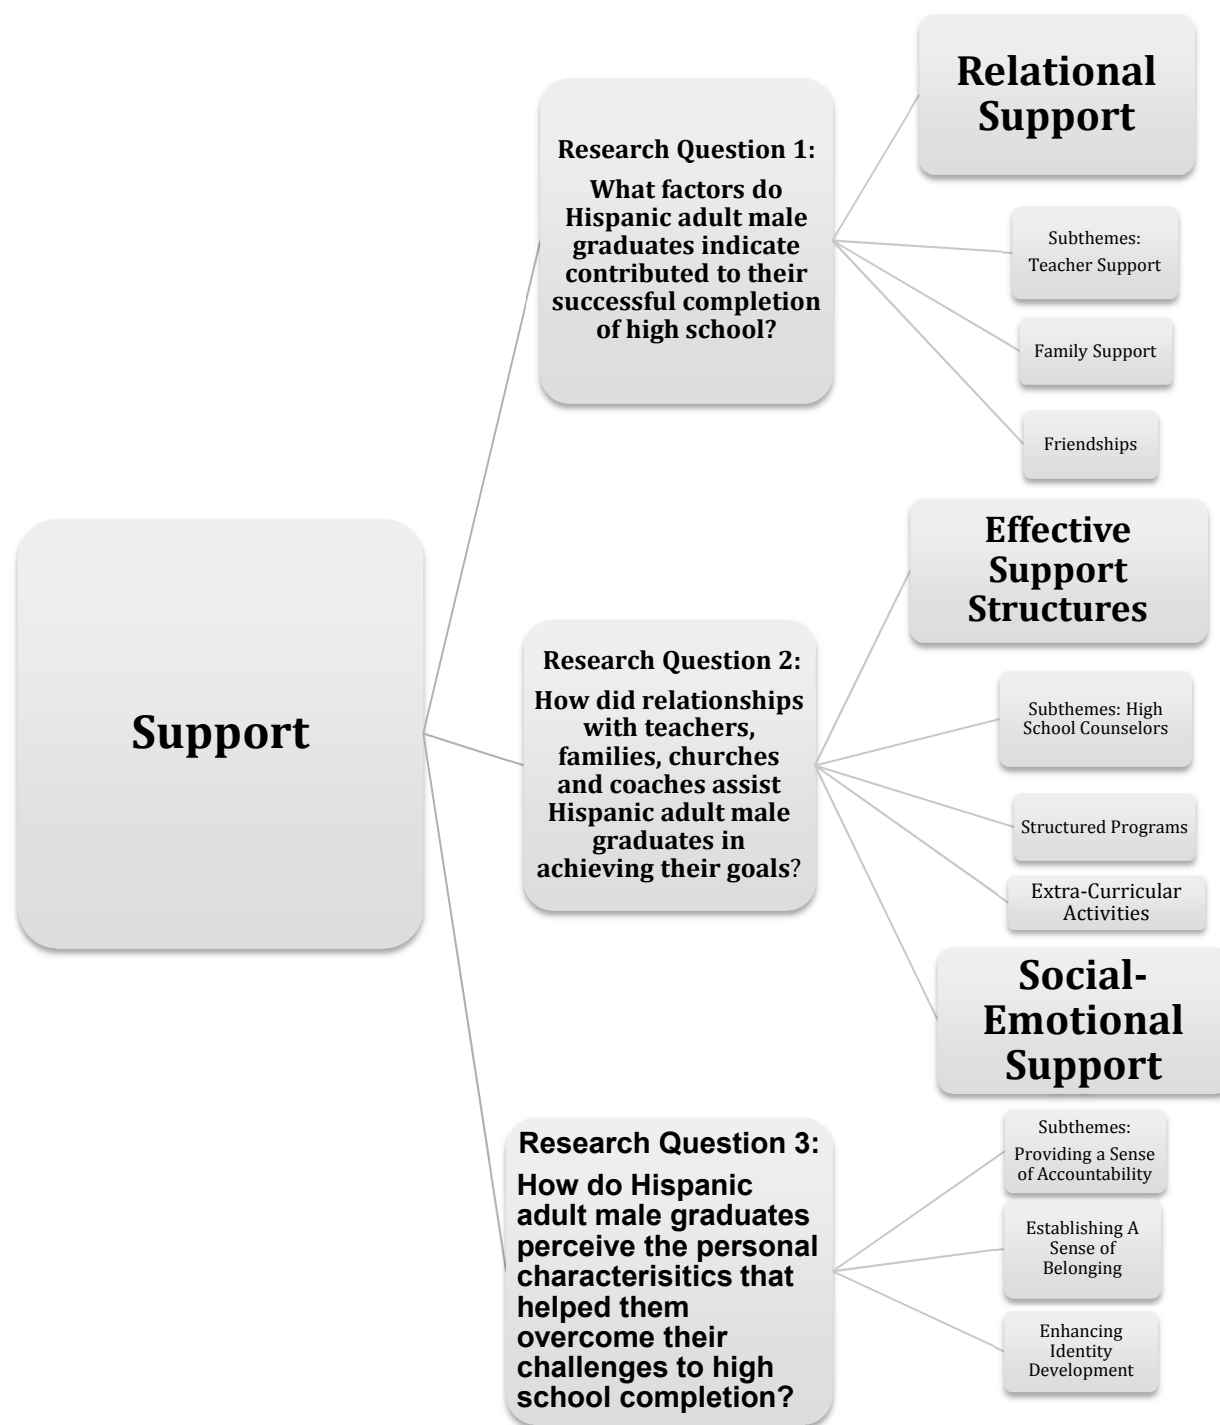 Support
Research Question 1:
What factors do
Hispanic adult male
graduates indicate
contributed to their
successful completion
of high school?
Relational
Support
Subthemes:
Teacher Support
Family Support
Friendships
Research Question 2:
How did relationships
with teachers,
families, churches
and coaches assist
Hispanic adult male
graduates in
achieving their goals?
Effective
Support
Structures
Subthemes: High
School Counselors
Structured Programs
Extra-Curricular
Activities
Social-
Emotional
Support
Research Question 3:
How do Hispanic
adult male graduates
perceive the personal
characterisitics that
helped them
overcome their
challenges to high
school completion?
Subthemes:
Providing a Sense
of Accountability
Establishing A
Sense of
Belonging
Enhancing
Identity
Development